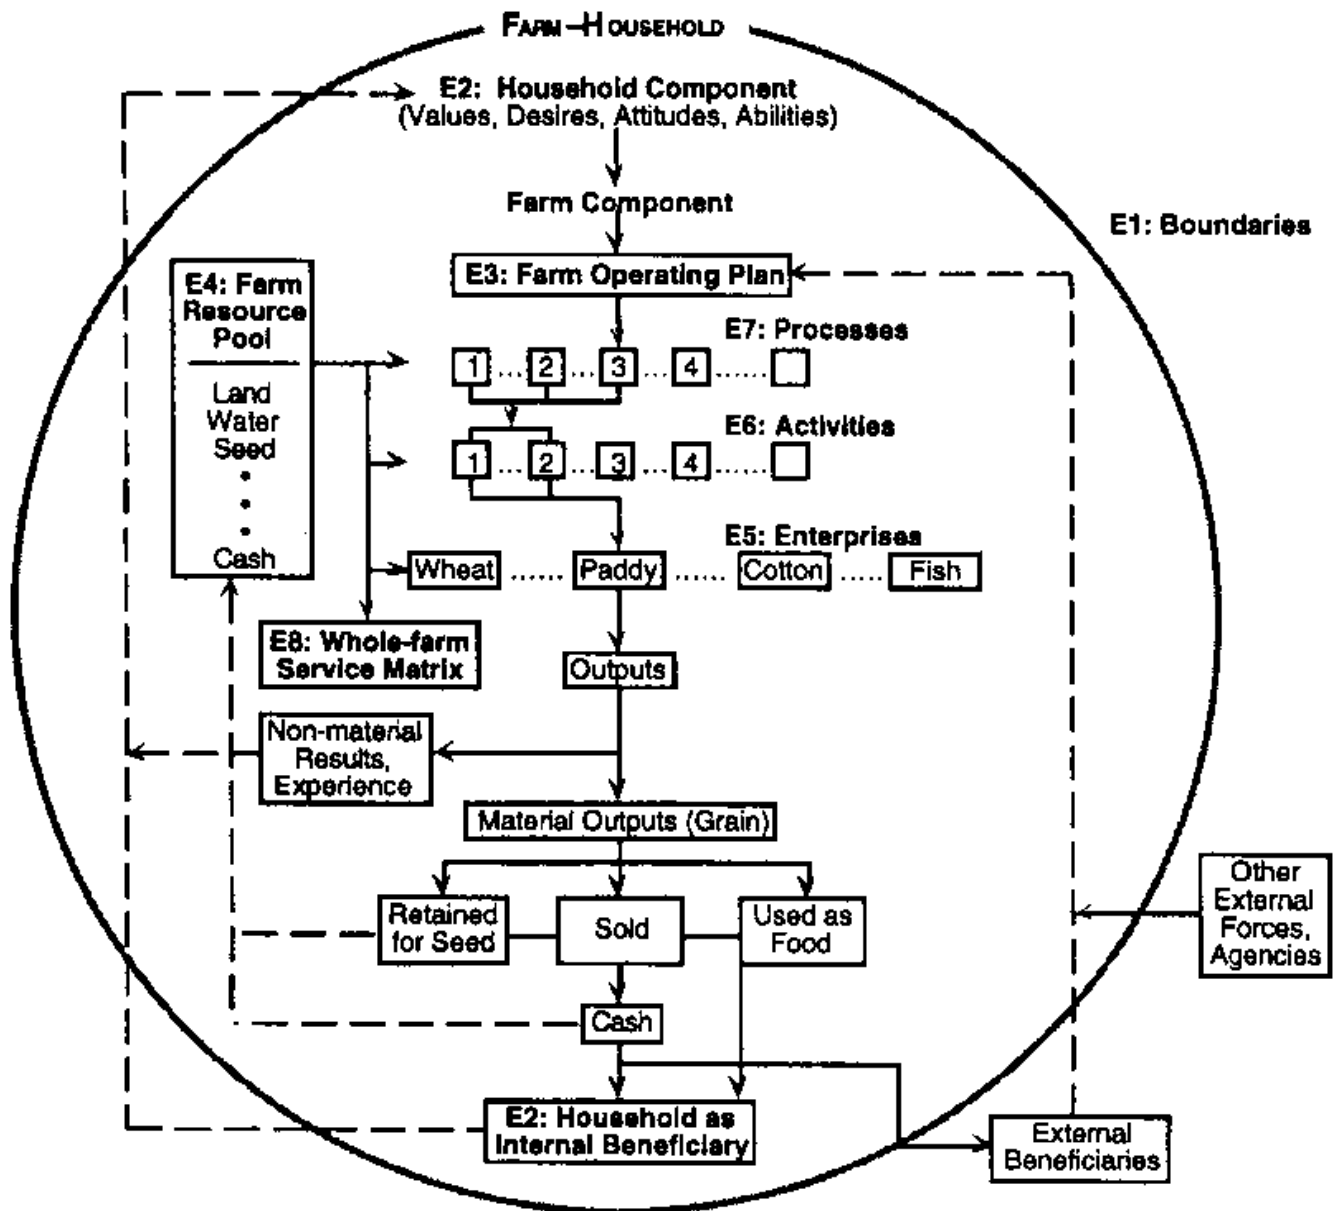 FARM–HOUSEHOLD
E2: Household Component
(Values, Desires, Attitudes, Abilities)
Farm Component
E1: Boundaries
E3: Farm Operating Plan
E4: Farm
Resource
Pool
Land
Water
Seed
Cash
E7: Processes
1 ... 2 ... 3 ... 4 ......
E6: Activities
1 ... 2 ... 3 ... 4 ......
E5: Enterprises
Wheat ...... Paddy ...... Cotton ..... Fish
E8: Whole-farm
Service Matrix
Outputs
Non-material
Results,
Experience
Material Outputs (Grain)
Retained
for Seed
Sold
Used as
Food
Other
External
Forces,
Agencies
Cash
E2: Household as
Internal Beneficiary
External
Beneficiaries